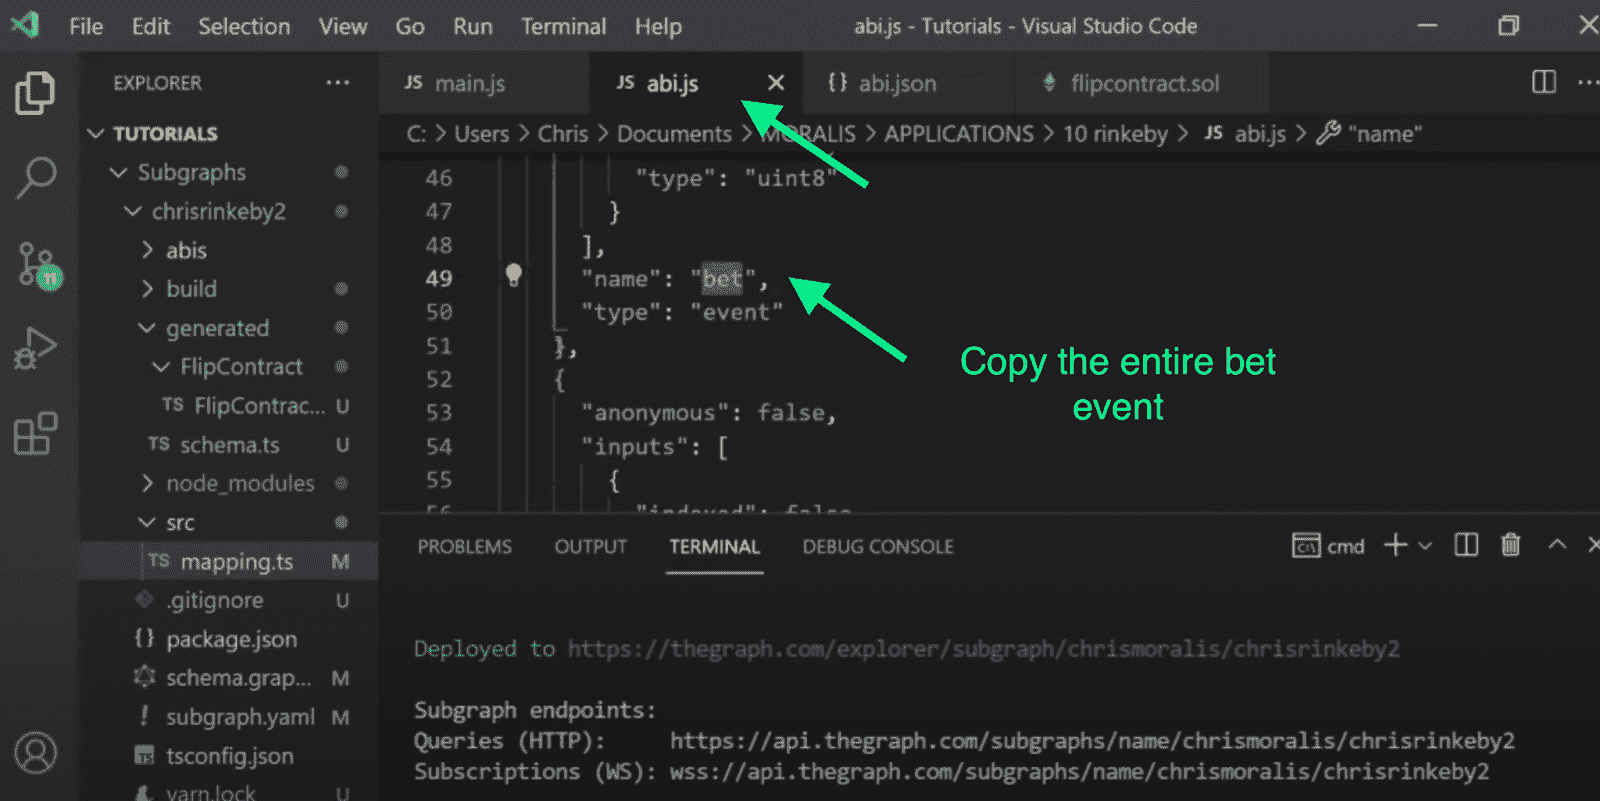 File Edit Selection View Go Run Terminal Help abi.js - Tutorials - Visual Studio Code
EXPLORER ···
JS main.js JS abi.js {} abi.json flipcontract.sol
TUTORIALS
C: > Users > Chris > Documents > MORALIS > APPLICATIONS > 10 rinkeby > JS abi.js > "name"
Subgraphs
chrisrinkeby2
abis
build
generated
FlipContract
TS FlipContrac... U
TS schema.ts U
node_modules
src
TS mapping.ts M
.gitignore U
{} package.json
schema.grap... M
! subgraph.yaml M
tsconfig.json
yarn.lock U
46 "type": "uint8"
47 }
48 ],
49 "name": "bet",
50 "type": "event"
51 },
52 {
53 "anonymous": false,
54 "inputs": [
55 {
56 "indexed": false
Copy the entire bet
event
PROBLEMS OUTPUT TERMINAL DEBUG CONSOLE cmd
Deployed to https://thegraph.com/explorer/subgraph/chrismoralis/chrisrinkeby2
Subgraph endpoints:
Queries (HTTP): https://api.thegraph.com/subgraphs/name/chrismoralis/chrisrinkeby2
Subscriptions (WS): wss://api.thegraph.com/subgraphs/name/chrismoralis/chrisrinkeby2